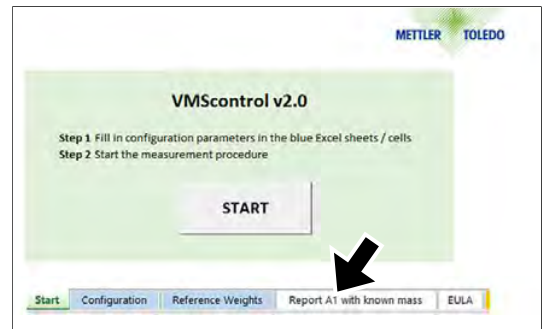 METTLER TOLEDO
VMScontrol v2.0
Step 1 Fill in configuration parameters in the blue Excel sheets / cells
Step 2 Start the measurement procedure
START
Start Configuration Reference Weights Report A1 with known mass EULA